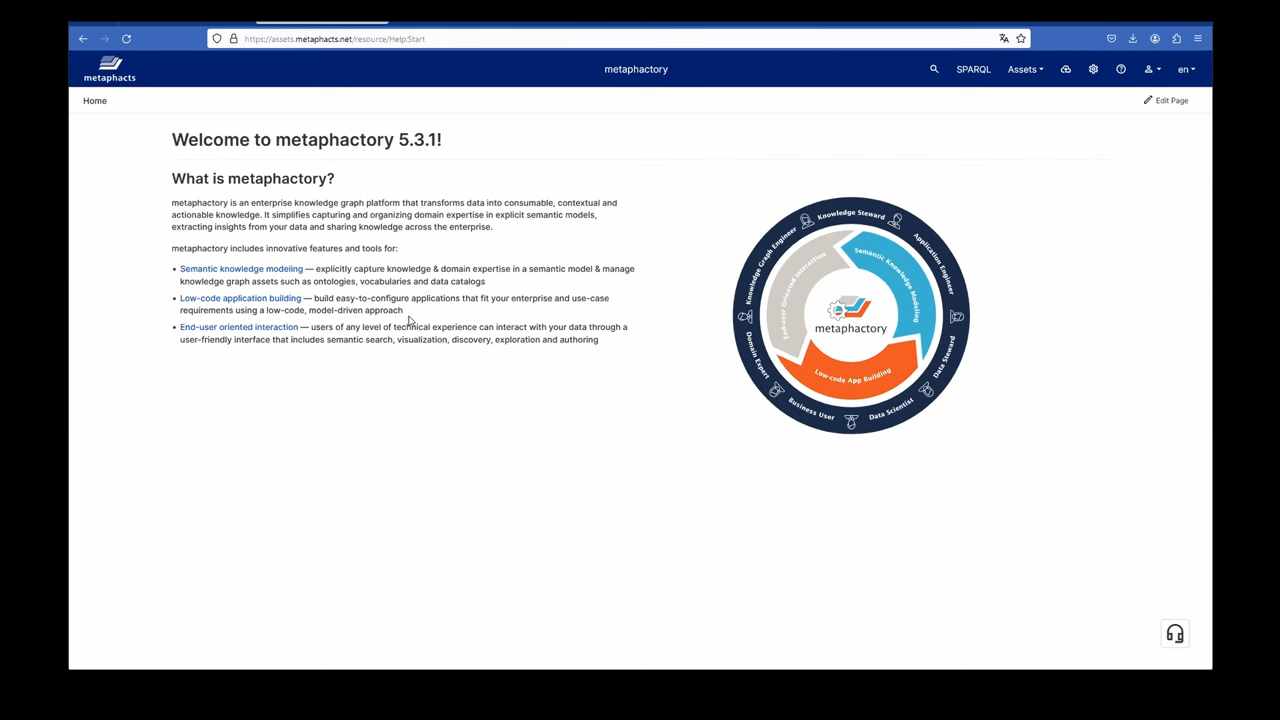 https://assets.metaphacts.net/resource/Help:Start
metaphacts
metaphactory
SPARQL
Assets
en
Home
Edit Page
Welcome to metaphactory 5.3.1!
What is metaphactory?
metaphactory is an enterprise knowledge graph platform that transforms data into consumable, contextual and
actionable knowledge. It simplifies capturing and organizing domain expertise in explicit semantic models,
extracting insights from your data and sharing knowledge across the enterprise.
metaphactory includes innovative features and tools for:
• Semantic knowledge modeling — explicitly capture knowledge & domain expertise in a semantic model & manage
knowledge graph assets such as ontologies, vocabularies and data catalogs
• Low-code application building — build easy-to-configure applications that fit your enterprise and use-case
requirements using a low-code, model-driven approach
• End-user oriented interaction — users of any level of technical experience can interact with your data through a
user-friendly interface that includes semantic search, visualization, discovery, exploration and authoring
Knowledge Steward
Application Engineer
Data Steward
Data Scientist
Business User
Domain Expert
Knowledge Graph Engineer
Semantic Knowledge Modeling
Low-code App Building
End user Oriented Interaction
metaphactory